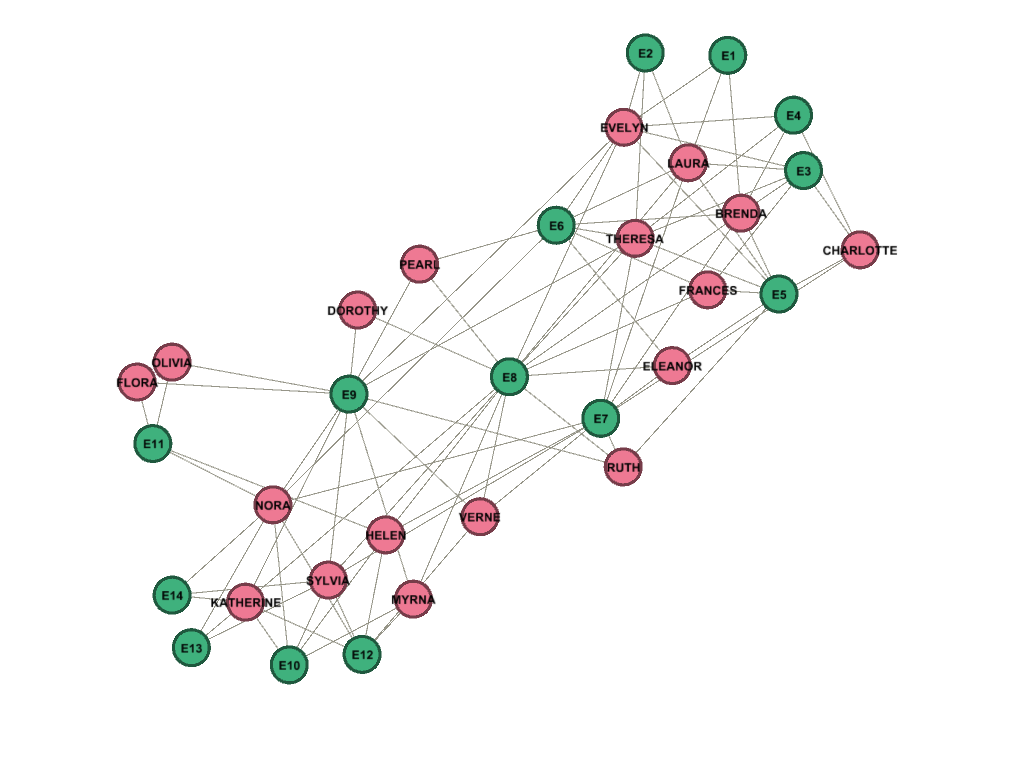 E2
E1
E4
EVELYN
LAURA
E3
BRENDA
E6
THERESA
CHARLOTTE
PEARL
FRANCES
E5
DOROTHY
OLIVIA
FLORA
ELEANOR
E8
E9
E7
E11
RUTH
NORA
VERNE
HELEN
SYLVIA
E14
KATHERINE
MYRNA
E13
E12
E10